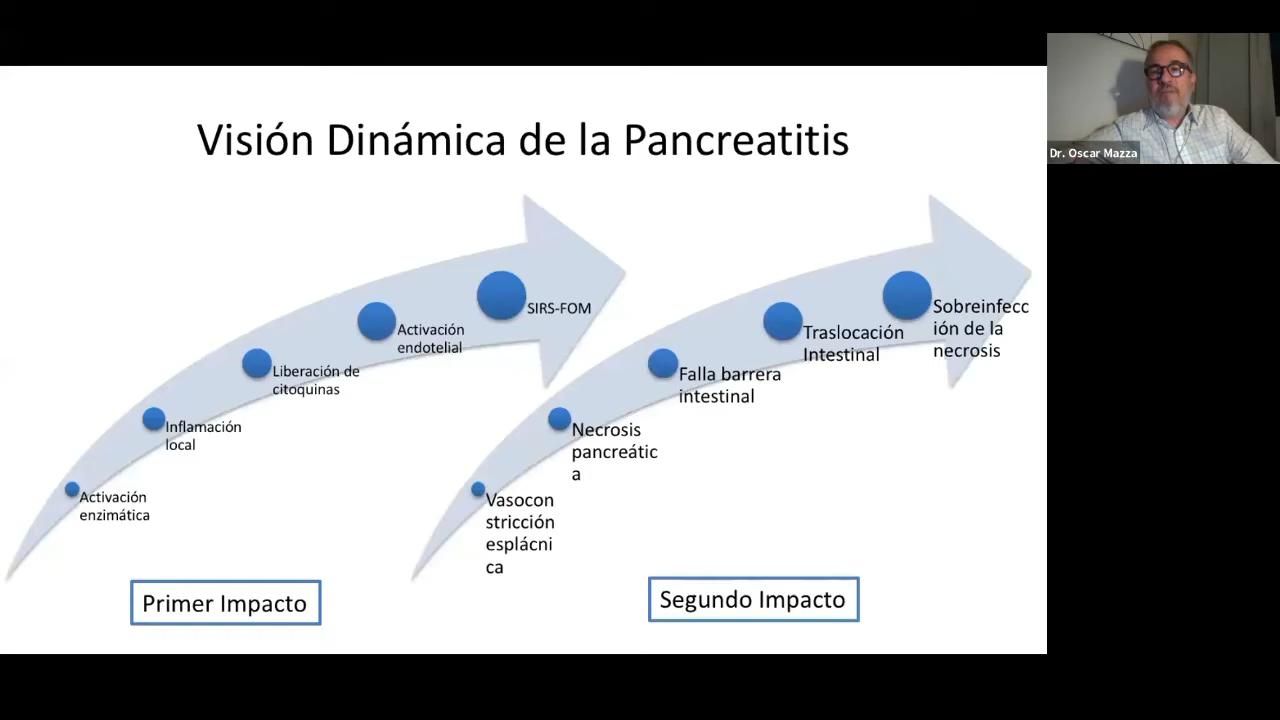 Visión Dinámica de la Pancreatitis
Dr. Oscar Mazza
SIRS-FOM
Activación
endotelial
Liberación de
citoquinas
Inflamación
local
Activación
enzimática
Primer Impacto
Sobreinfecc
ión de la
necrosis
Traslocación
Intestinal
Falla barrera
intestinal
Necrosis
pancreátic
a
Vasocon
stricción
esplácni
ca
Segundo Impacto